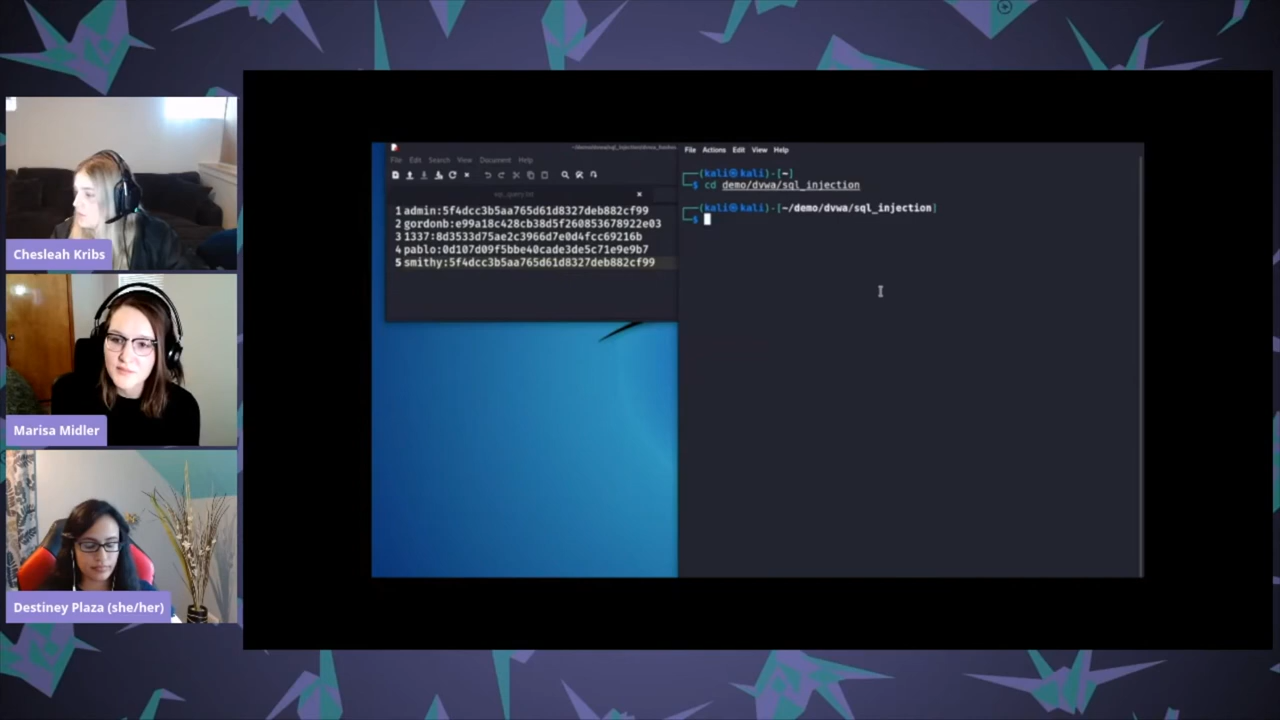 Chesleah Kribs
Marisa Midler
Destiney Plaza (she/her)
File Edit Search View Document Help
1 admin:5f4dcc3b5aa765d61d8327deb882cf99
2 gordonb:e99a18c428cb38d5f260853678922e03
3 1337:8d3533d75ae2c3966d7e0d4fcc69216b
4 pablo:0d107d09f5bbe40cade3de5c71e9e9b7
5 smithy:5f4dcc3b5aa765d61d8327deb882cf99
File Actions Edit View Help
(kali㉿kali)-[~]
$ cd demo/dvwa/sql_injection
(kali㉿kali)-[~/demo/dvwa/sql_injection]
$